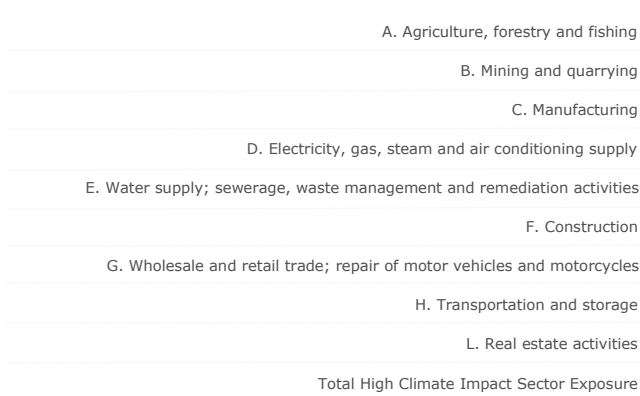 A. Agriculture, forestry and fishing
B. Mining and quarrying
C. Manufacturing
D. Electricity, gas, steam and air conditioning supply
E. Water supply; sewerage, waste management and remediation activities
F. Construction
G. Wholesale and retail trade; repair of motor vehicles and motorcycles
H. Transportation and storage
L. Real estate activities
Total High Climate Impact Sector Exposure